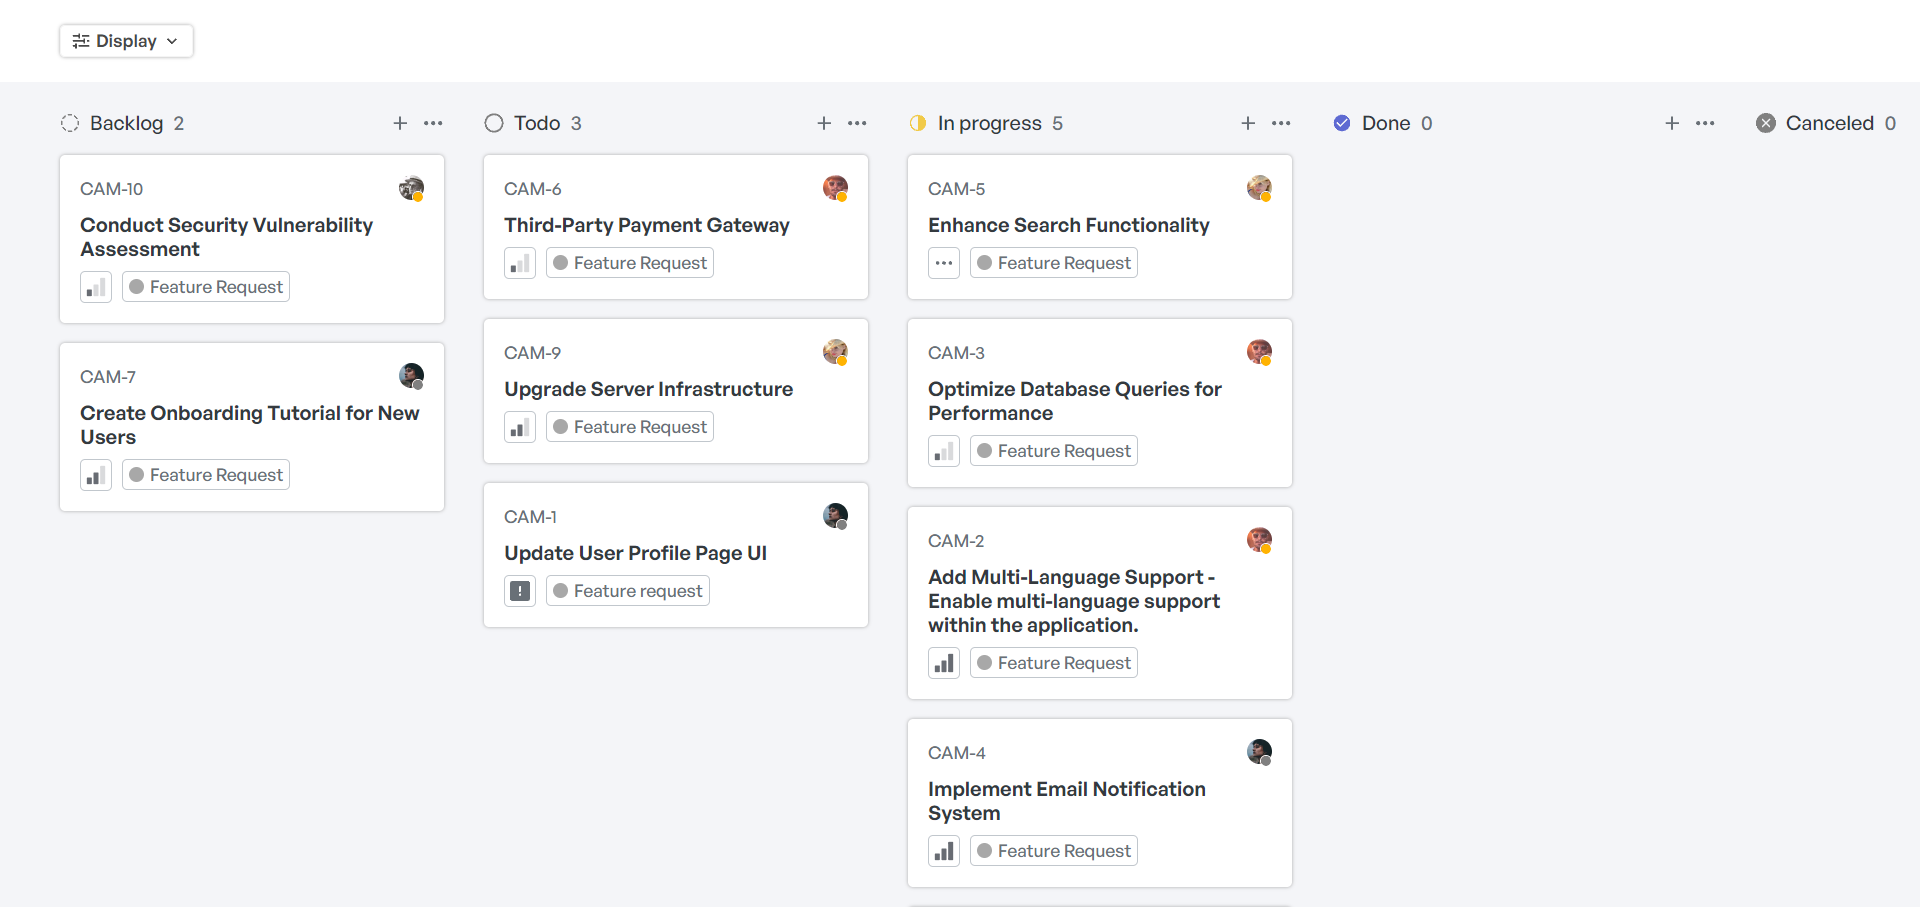 Display
Backlog 2
CAM-10
Conduct Security Vulnerability
Assessment
Feature Request
CAM-7
Create Onboarding Tutorial for New
Users
Feature Request
Todo 3
CAM-6
Third-Party Payment Gateway
Feature Request
CAM-9
Upgrade Server Infrastructure
Feature Request
CAM-1
Update User Profile Page UI
Feature request
In progress 5
CAM-5
Enhance Search Functionality
Feature Request
CAM-3
Optimize Database Queries for
Performance
Feature Request
CAM-2
Add Multi-Language Support -
Enable multi-language support
within the application.
Feature Request
CAM-4
Implement Email Notification
System
Feature Request
Done 0
Canceled 0